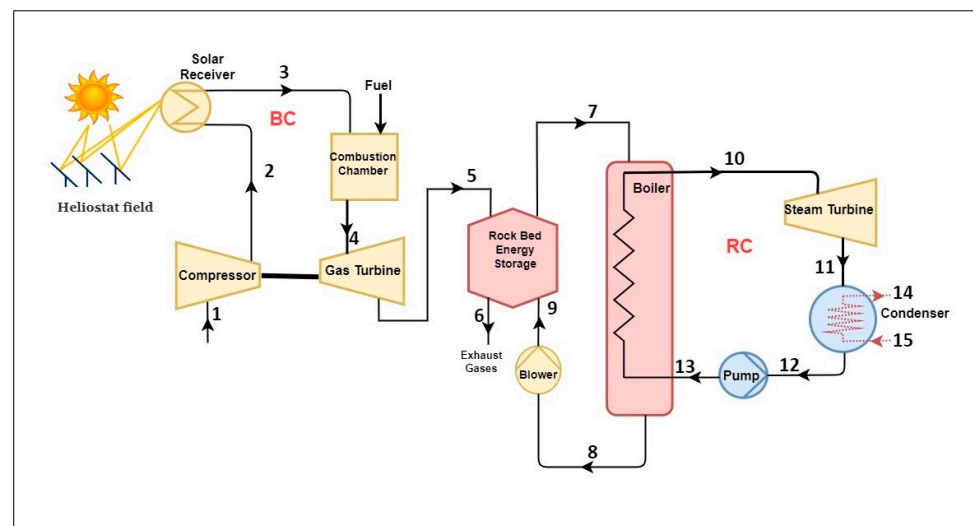 Solar
Receiver
3
Fuel
BC
Combustion
Chamber
2
Heliostat field
4
Compressor
Gas Turbine
1
5
Rock Bed
Energy
Storage
6
9
Exhaust
Gases
Blower
7
8
Boiler
10
Steam Turbine
RC
11
14
Condenser
15
13
Pump
12